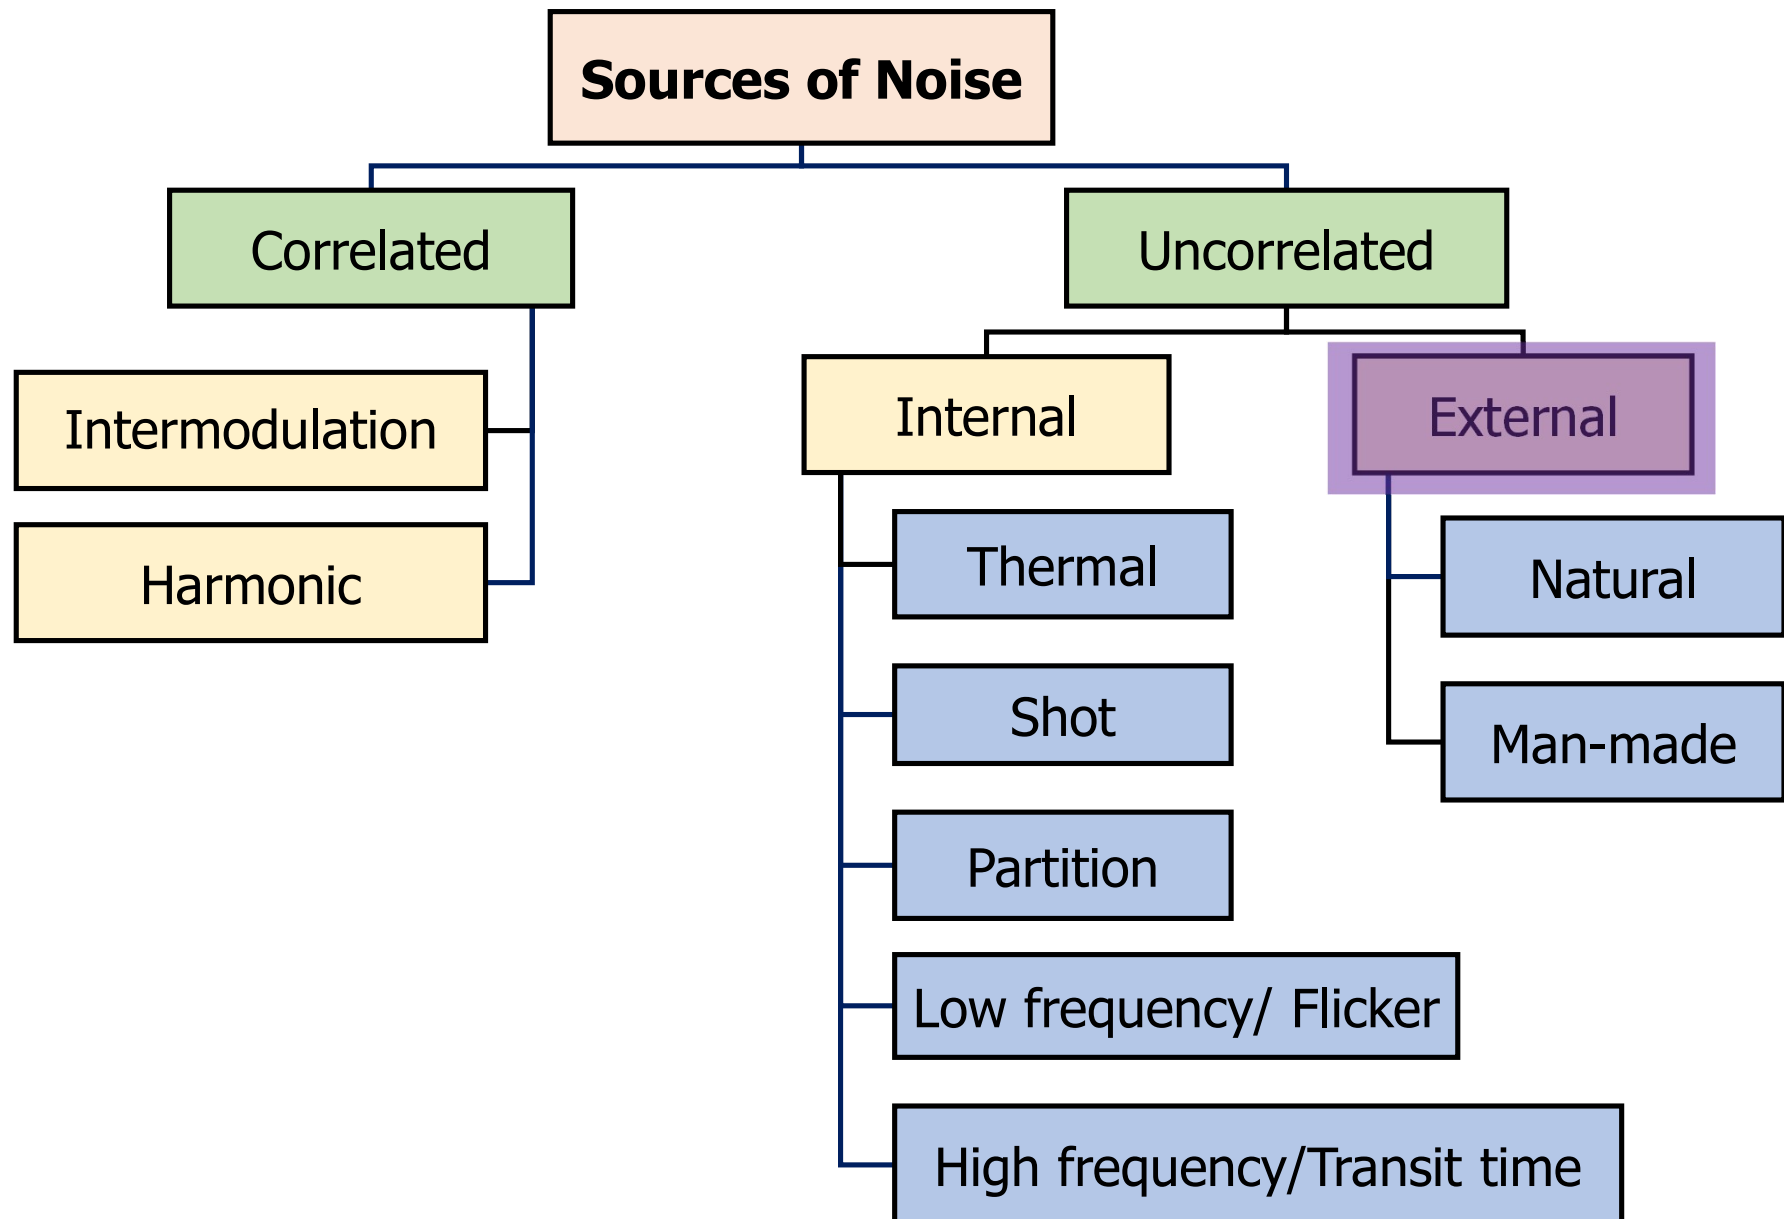 Sources of Noise
Correlated
Uncorrelated
Intermodulation
Harmonic
Internal
External
Thermal
Shot
Partition
Low frequency/ Flicker
High frequency/Transit time
Natural
Man-made